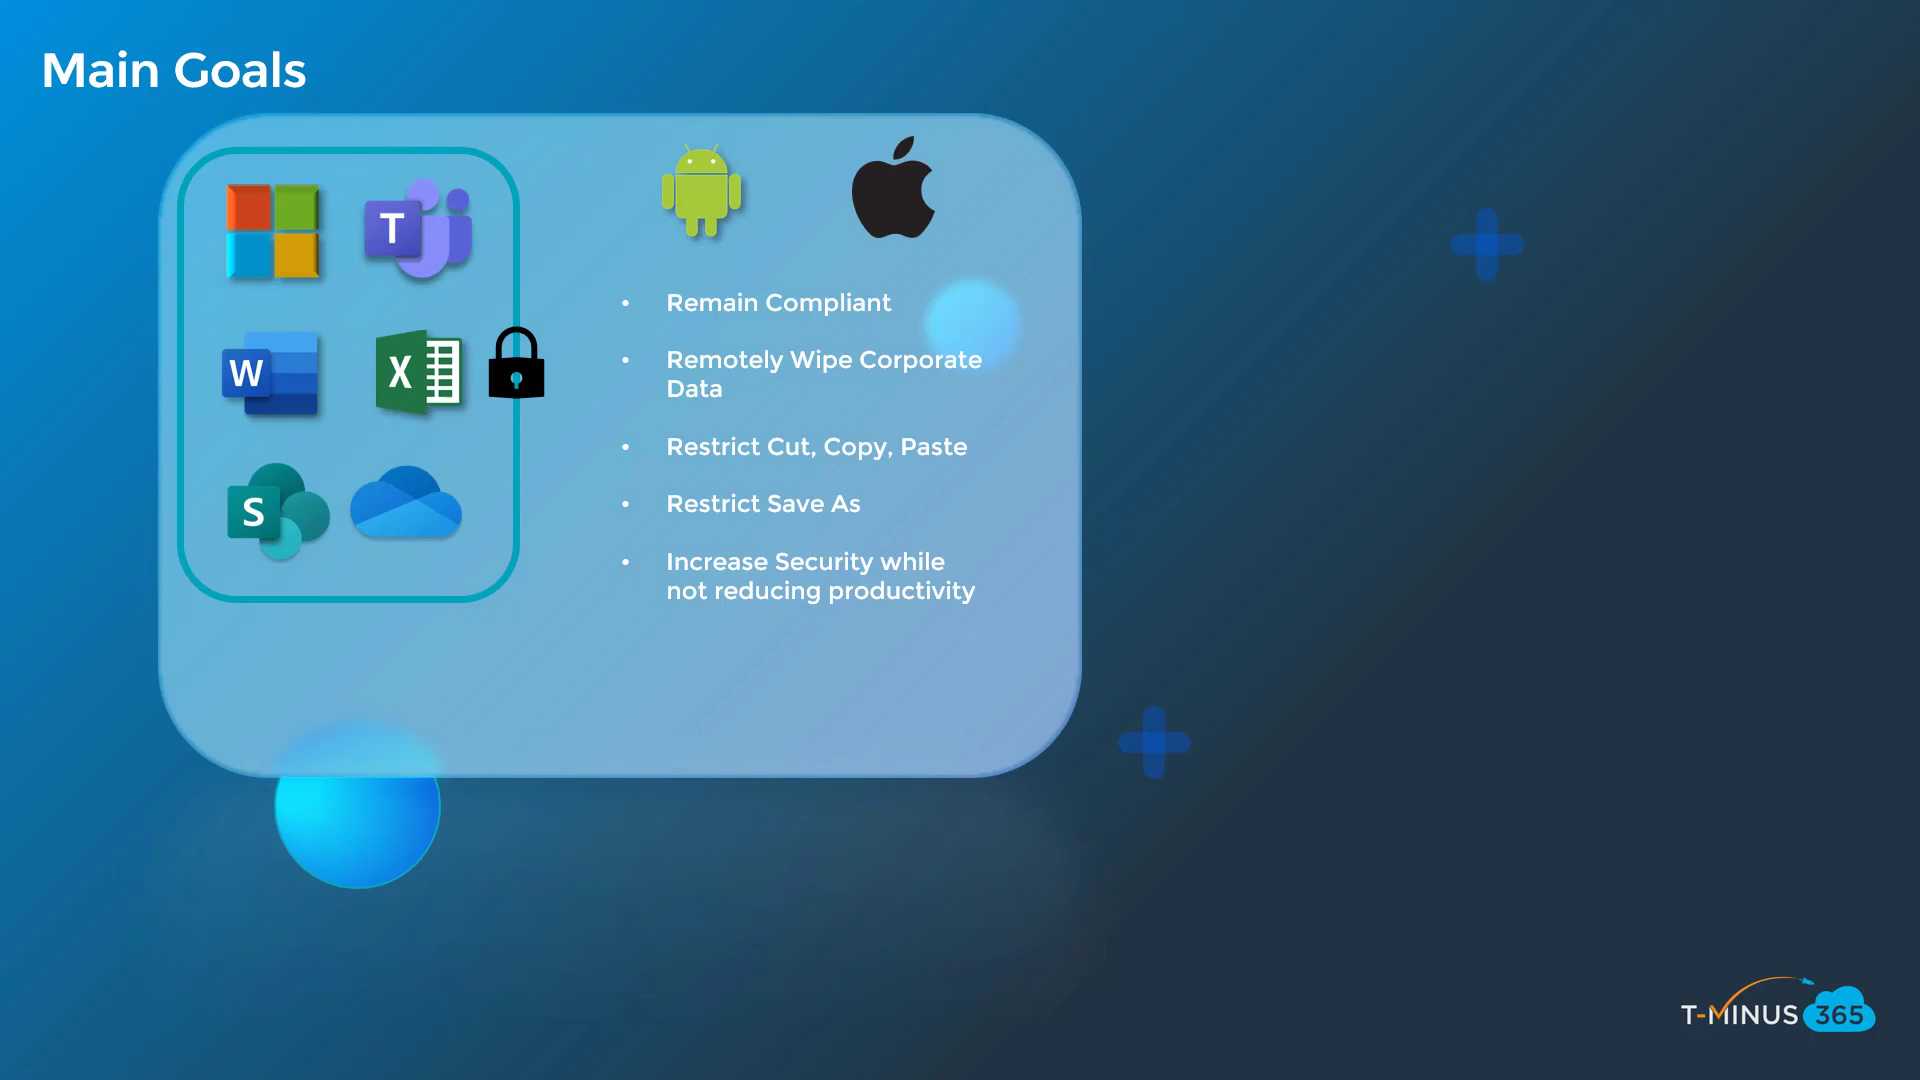 Main Goals
T
W
X
S
• Remain Compliant
• Remotely Wipe Corporate
Data
• Restrict Cut, Copy, Paste
• Restrict Save As
• Increase Security while
not reducing productivity
T-MINUS 365